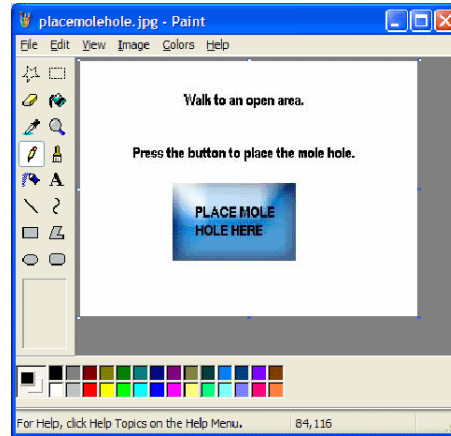 placemolehole.jpg - Paint
File Edit View Image Colors Help
Walk to an open area.
Press the button to place the mole hole.
PLACE MOLE
HOLE HERE
A
For Help, click Help Topics on the Help Menu. 84,116